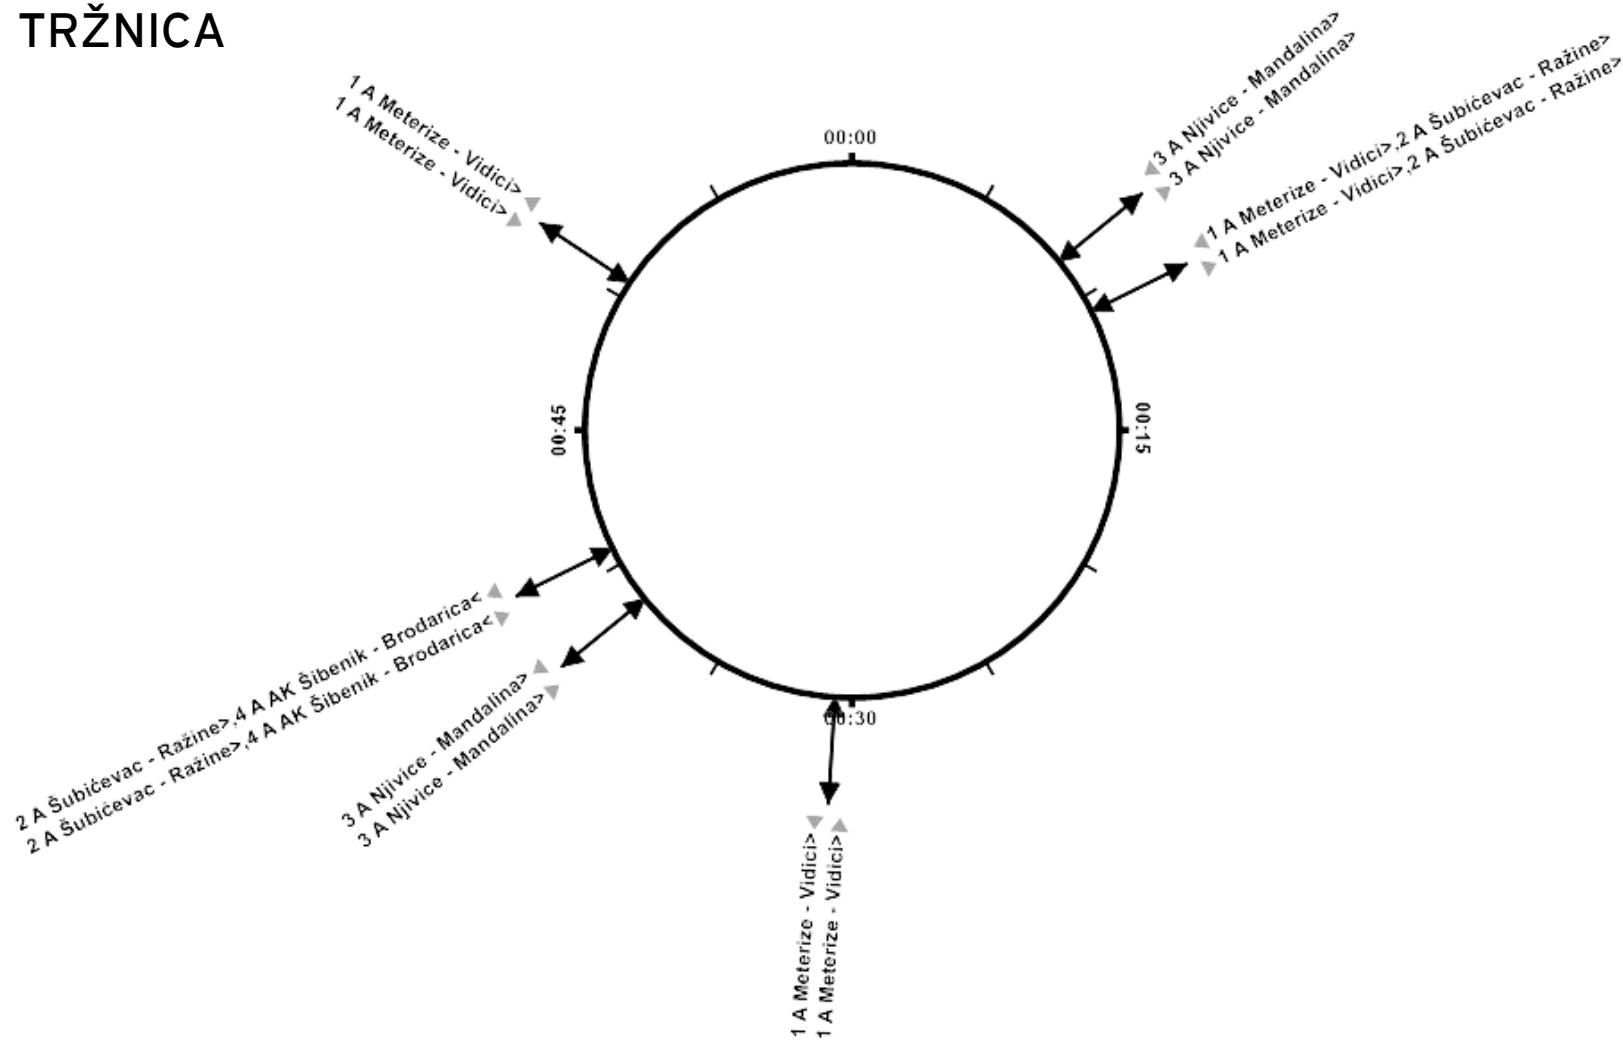 TRŽNICA
1 A Meterize - Vidici>
1 A Meterize - Vidici>
00:00
3 A Njivice - Mandalina>
3 A Njivice - Mandalina>
1 A Meterize - Vidici>,2 A Šubićevac - Ražine>
1 A Meterize - Vidici>,2 A Šubićevac - Ražine>
00:45
00:15
2 A Šubićevac - Ražine>,4 A AK Šibenik - Brodarica<
2 A Šubićevac - Ražine>,4 A AK Šibenik - Brodarica<
3 A Njivice - Mandalina>
3 A Njivice - Mandalina>
00:30
1 A Meterize - Vidici>
1 A Meterize - Vidici>